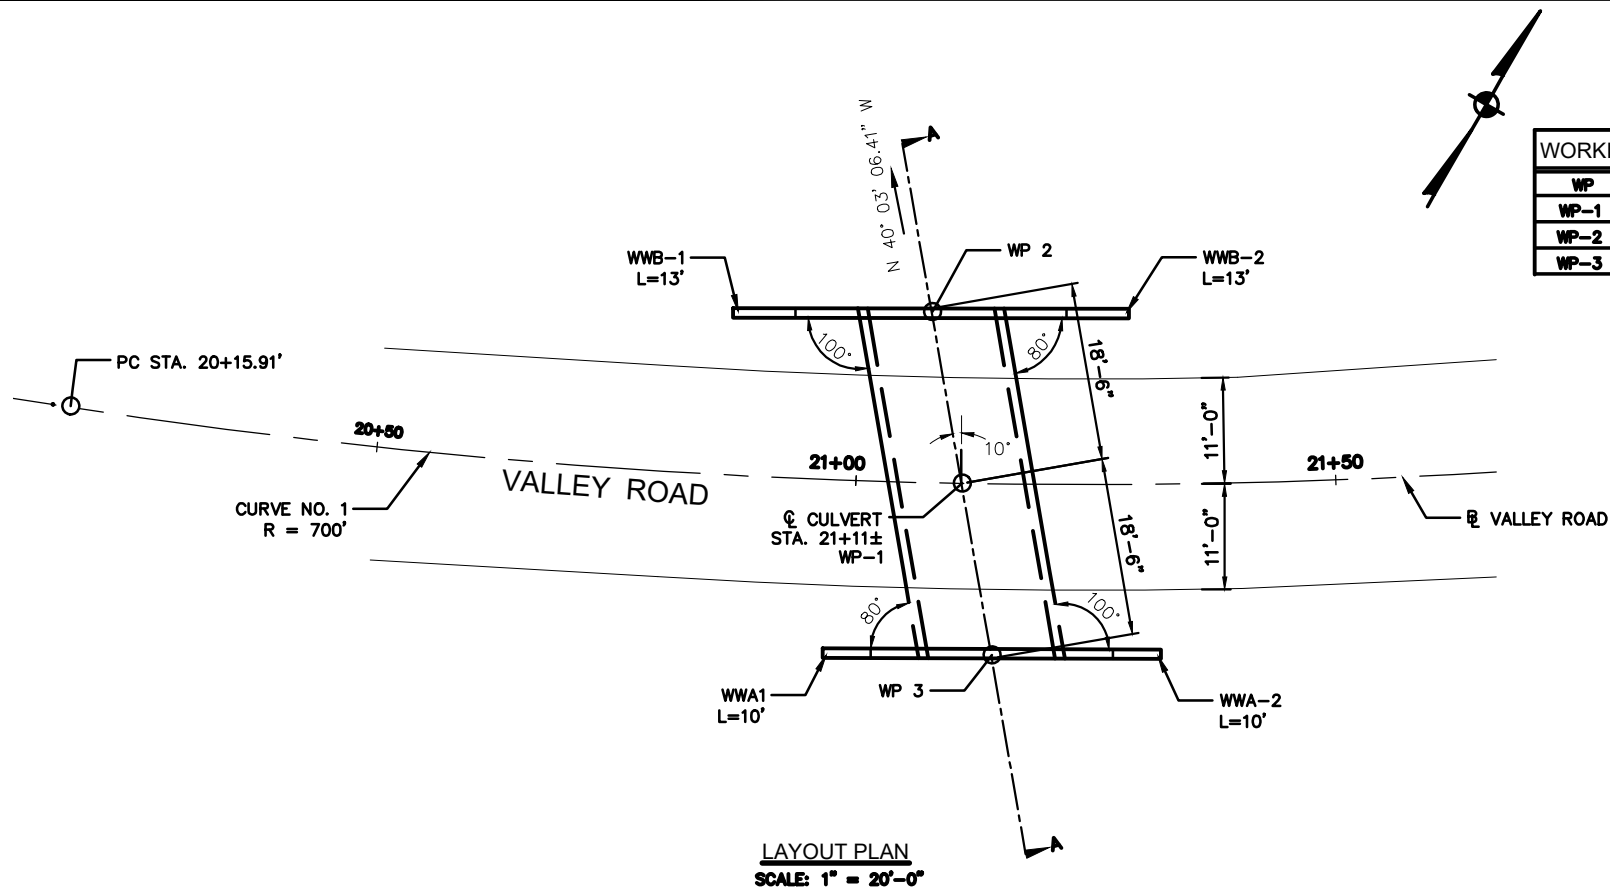 A
N 40° 03' 06.41" W
WORK
WP
WP-1
WP-2
WP-3
WWB-1
L=13'
WP 2
WWB-2
L=13'
100°
80°
18'-6"
PC STA. 20+15.91'
11'-0"
20+50
10°
21+00
21+50
VALLEY ROAD
CURVE NO. 1
R = 700'
℄ CULVERT
STA. 21+11±
WP-1
18'-6"
11'-0"
BL VALLEY ROAD
80°
100°
WWA1
L=10'
WP 3
WWA-2
L=10'
A
LAYOUT PLAN
SCALE: 1" = 20'-0"